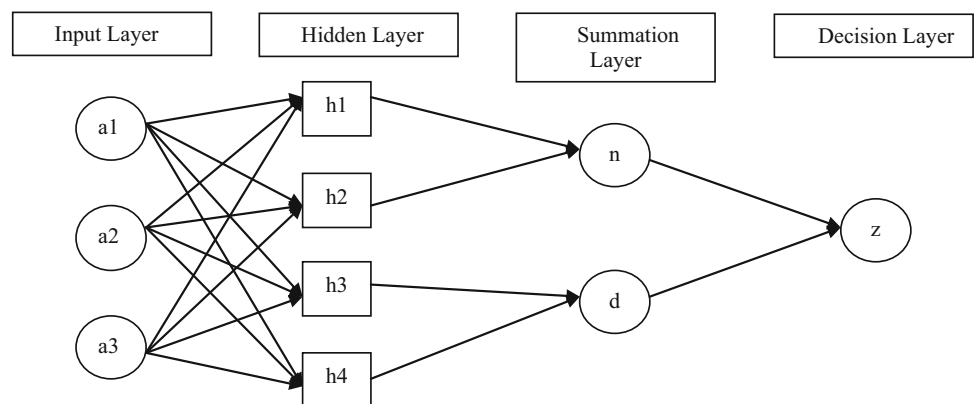 Input Layer
Hidden Layer
Summation
Layer
Decision Layer
a1
a2
a3
h1
h2
h3
h4
n
d
z